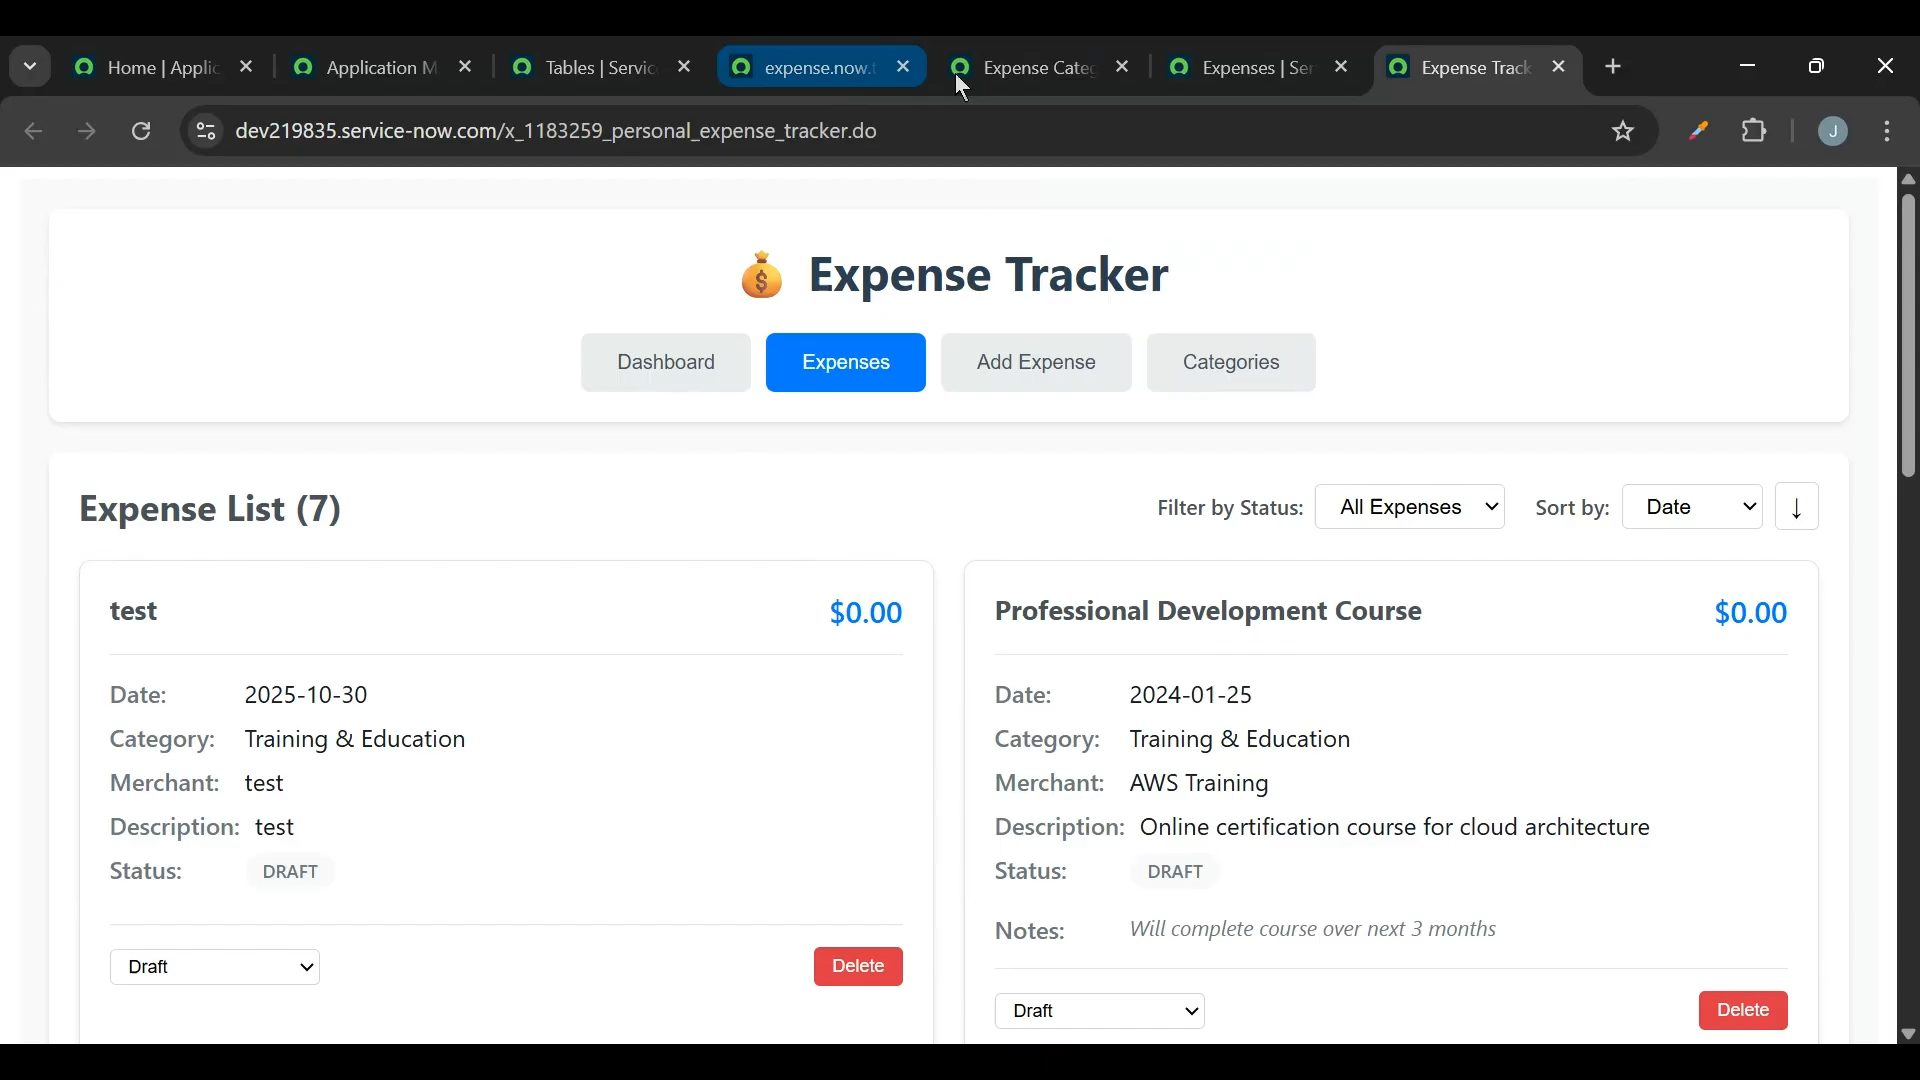 Home | Applic
Application M
Tables | Servic
expense.now.
Expense Categ
Expenses | Ser
Expense Track
dev219835.service-now.com/x_1183259_personal_expense_tracker.do
J
Expense Tracker
Dashboard
Expenses
Add Expense
Categories
Expense List (7)
Filter by Status:
All Expenses
Sort by:
Date
↓
test
$0.00
Date: 2025-10-30
Category: Training & Education
Merchant: test
Description: test
Status: DRAFT
Draft
Delete
Professional Development Course
$0.00
Date: 2024-01-25
Category: Training & Education
Merchant: AWS Training
Description: Online certification course for cloud architecture
Status: DRAFT
Notes: Will complete course over next 3 months
Draft
Delete